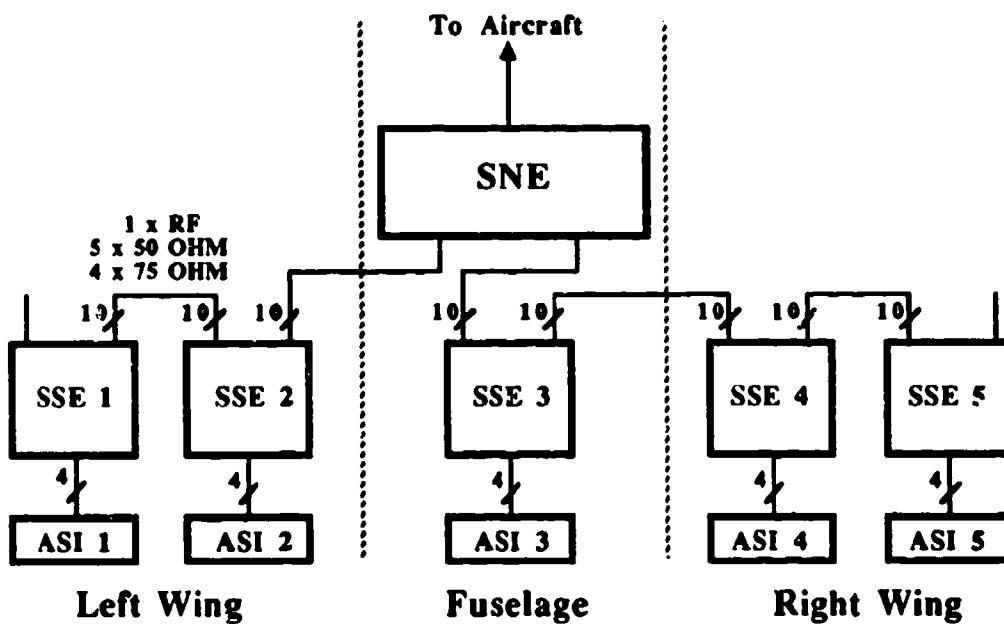 To Aircraft
SNE
1 x RF
5 x 50 OHM
4 x 75 OHM
10 10 10 10 10 10 10 10
SSE 1 SSE 2 SSE 3 SSE 4 SSE 5
4 4 4 4 4
ASI 1 ASI 2 ASI 3 ASI 4 ASI 5
Left Wing Fuselage Right Wing